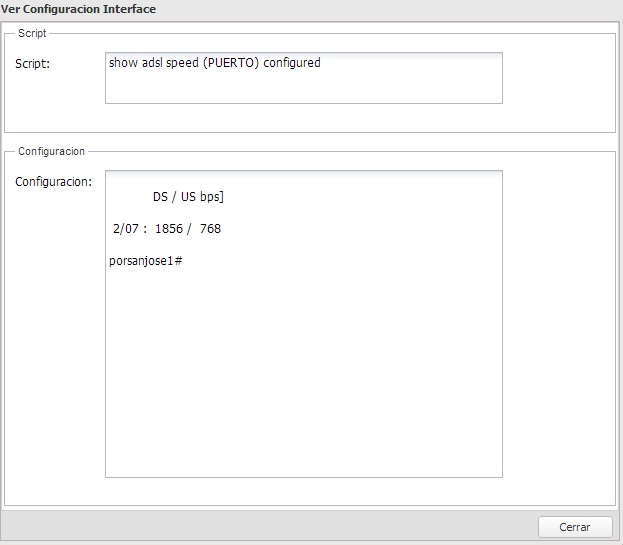 Ver Configuracion Interface
Script
Script:
show adsl speed (PUERTO) configured
Configuracion
Configuracion:
DS / US bps]
2/07 :  1856 /  768
porsanjose1#
Cerrar